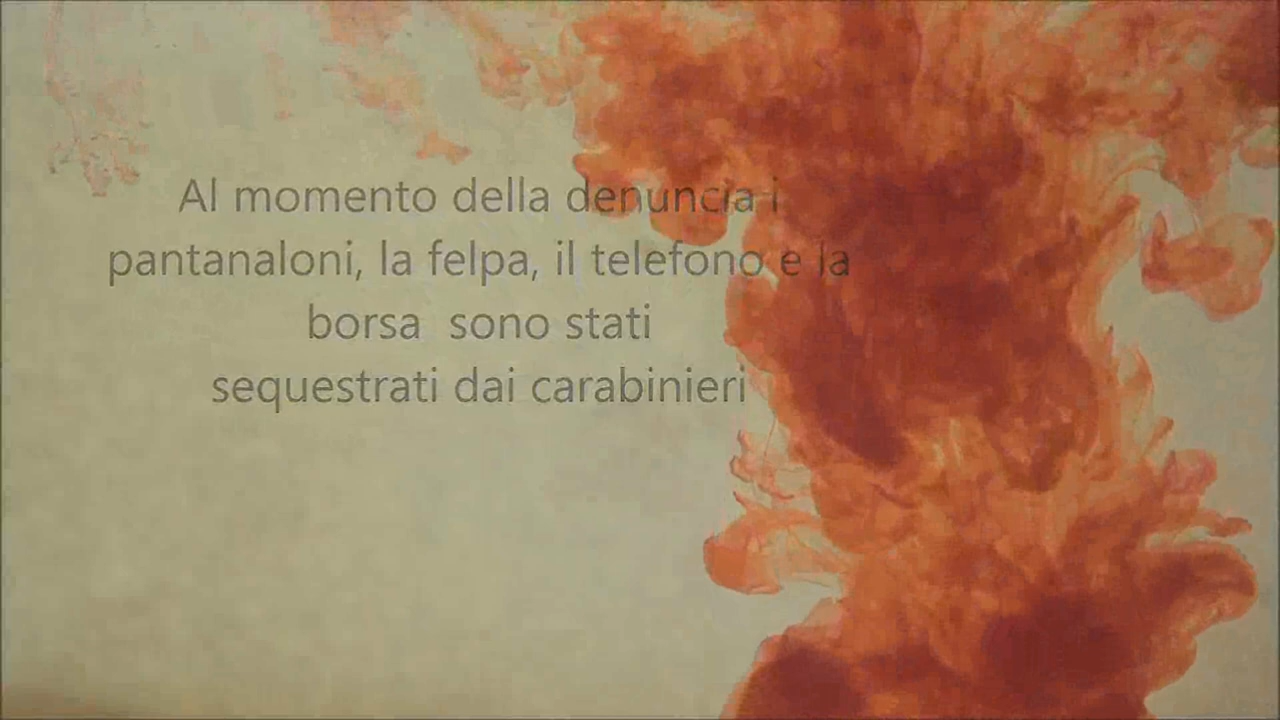 Al momento della denuncia i
pantanaloni, la felpa, il telefono e la
borsa sono stati
sequestrati dai carabinieri